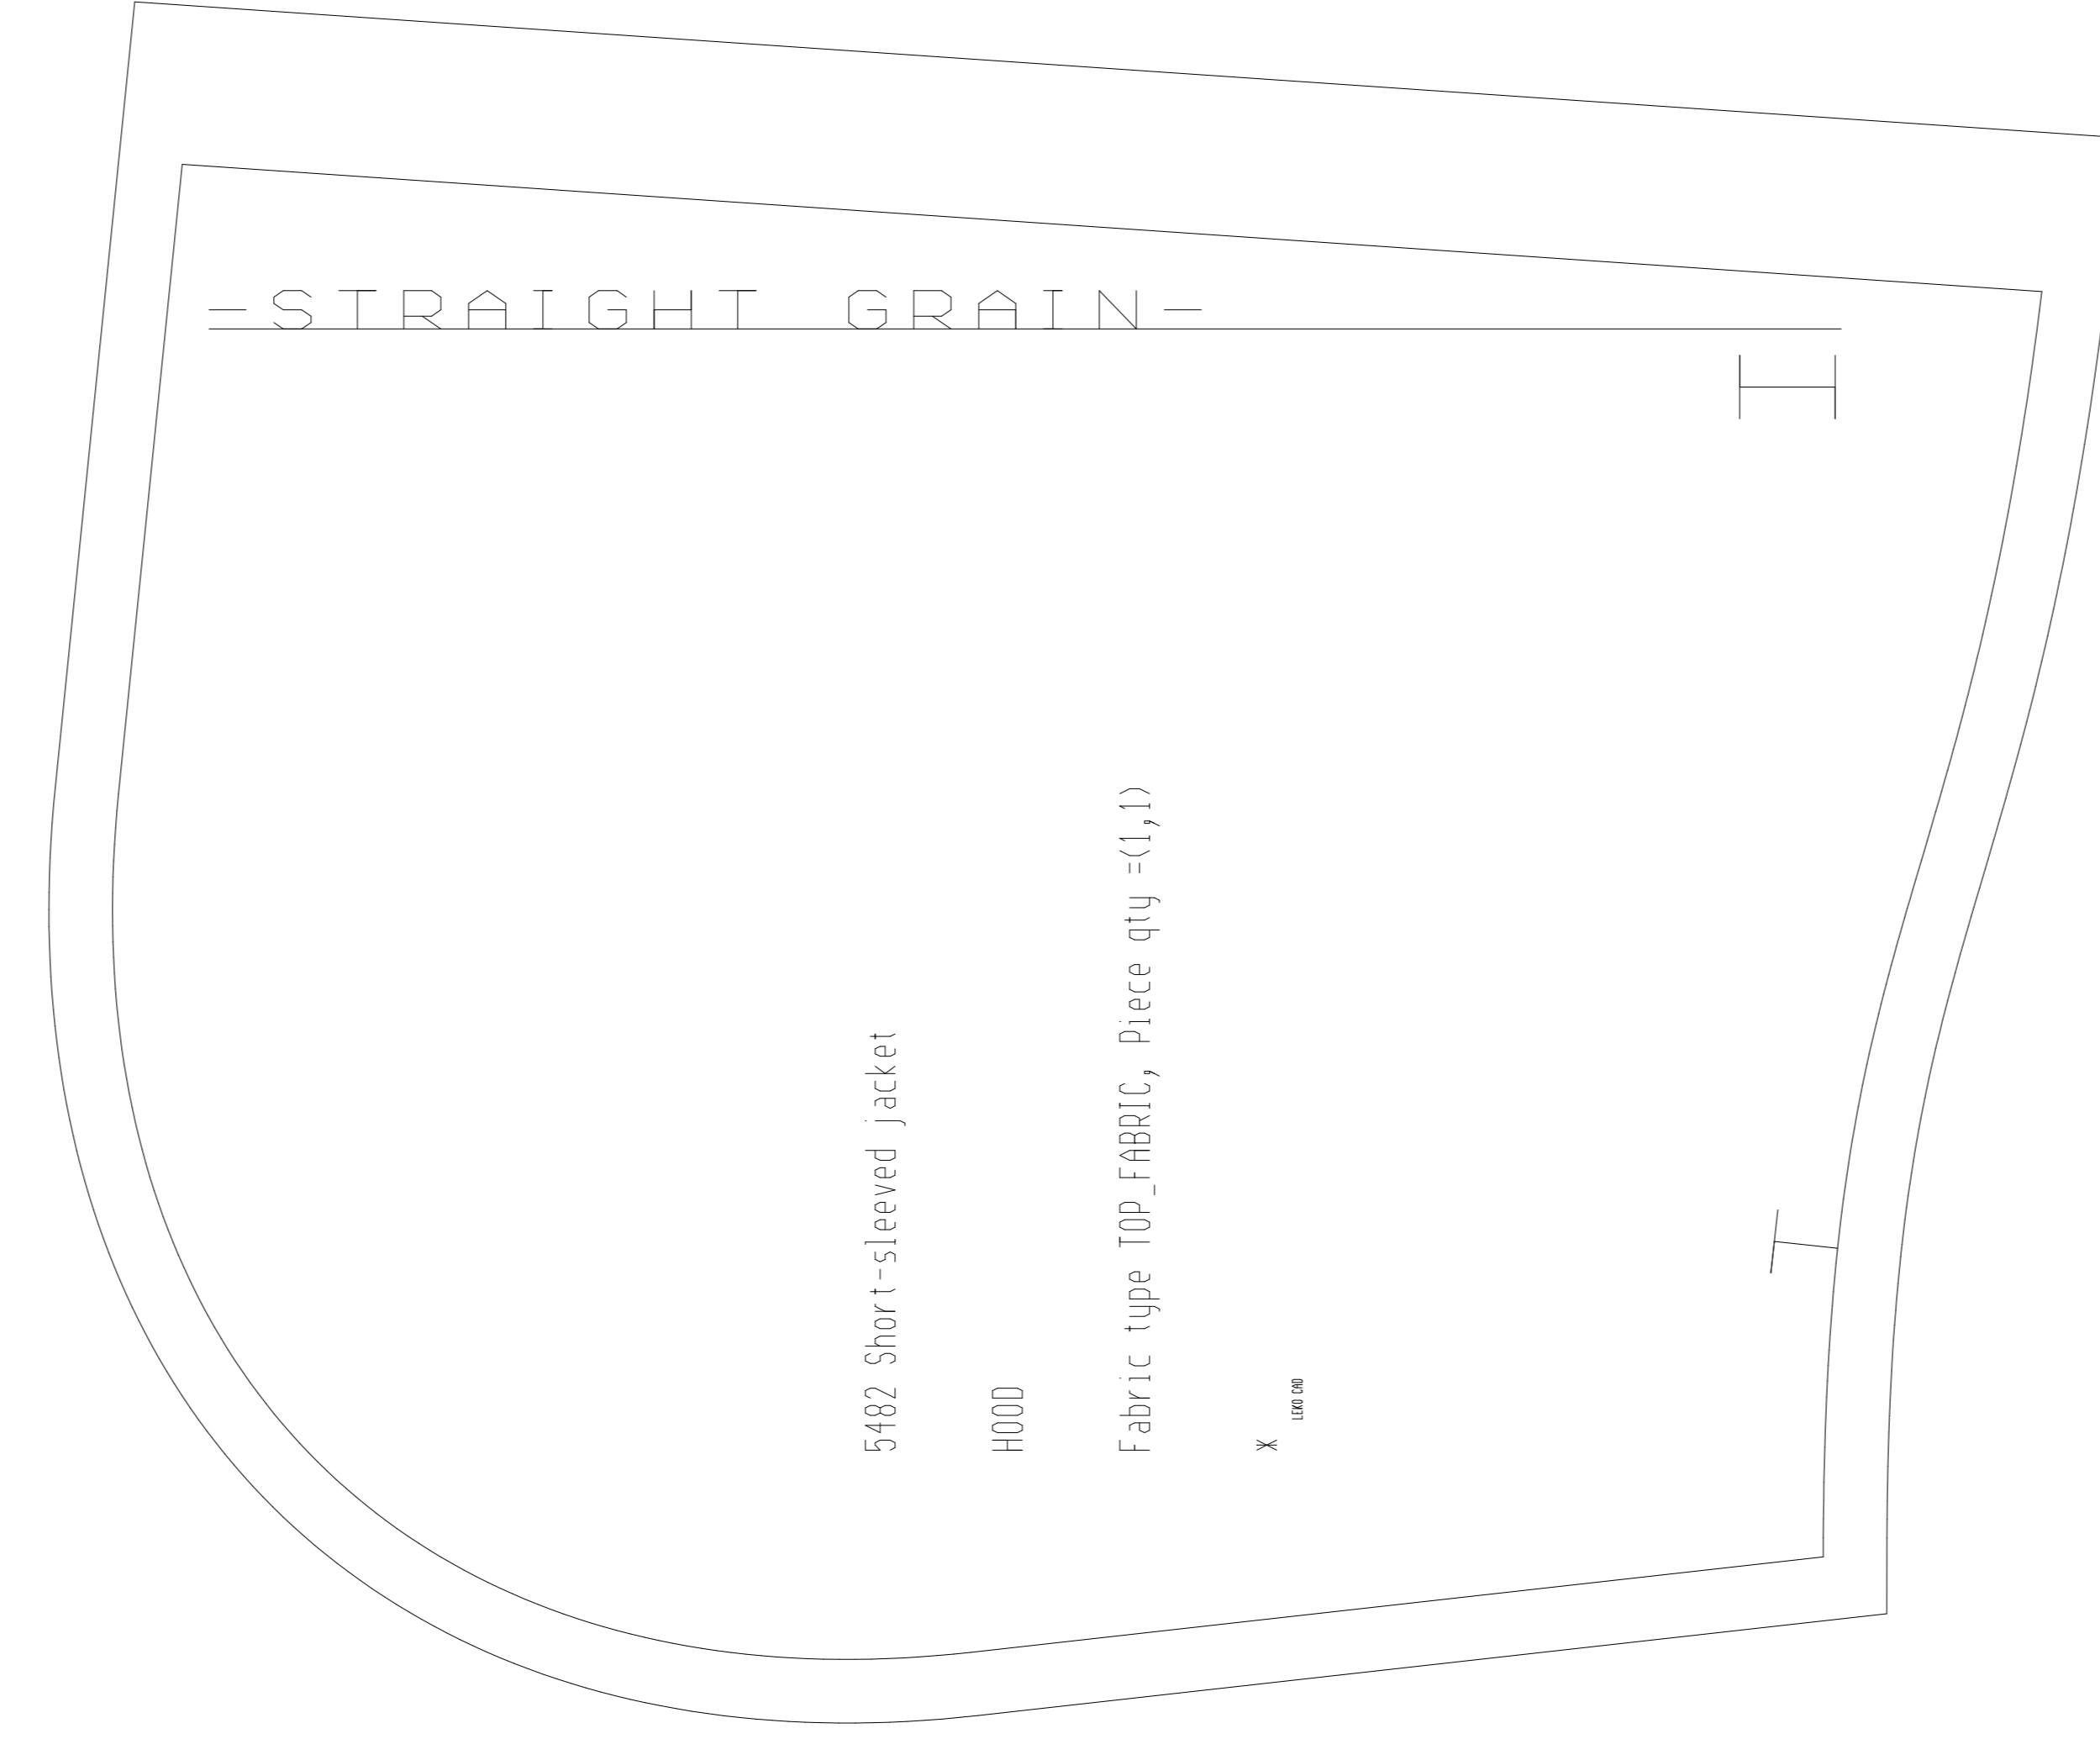 -STRAIGHT GRAIN-
5482 Short-sleeved jacket
HOOD
Fabric type TOP_FABRIC, Piece qty =(1,1)
*
LEKO CAD